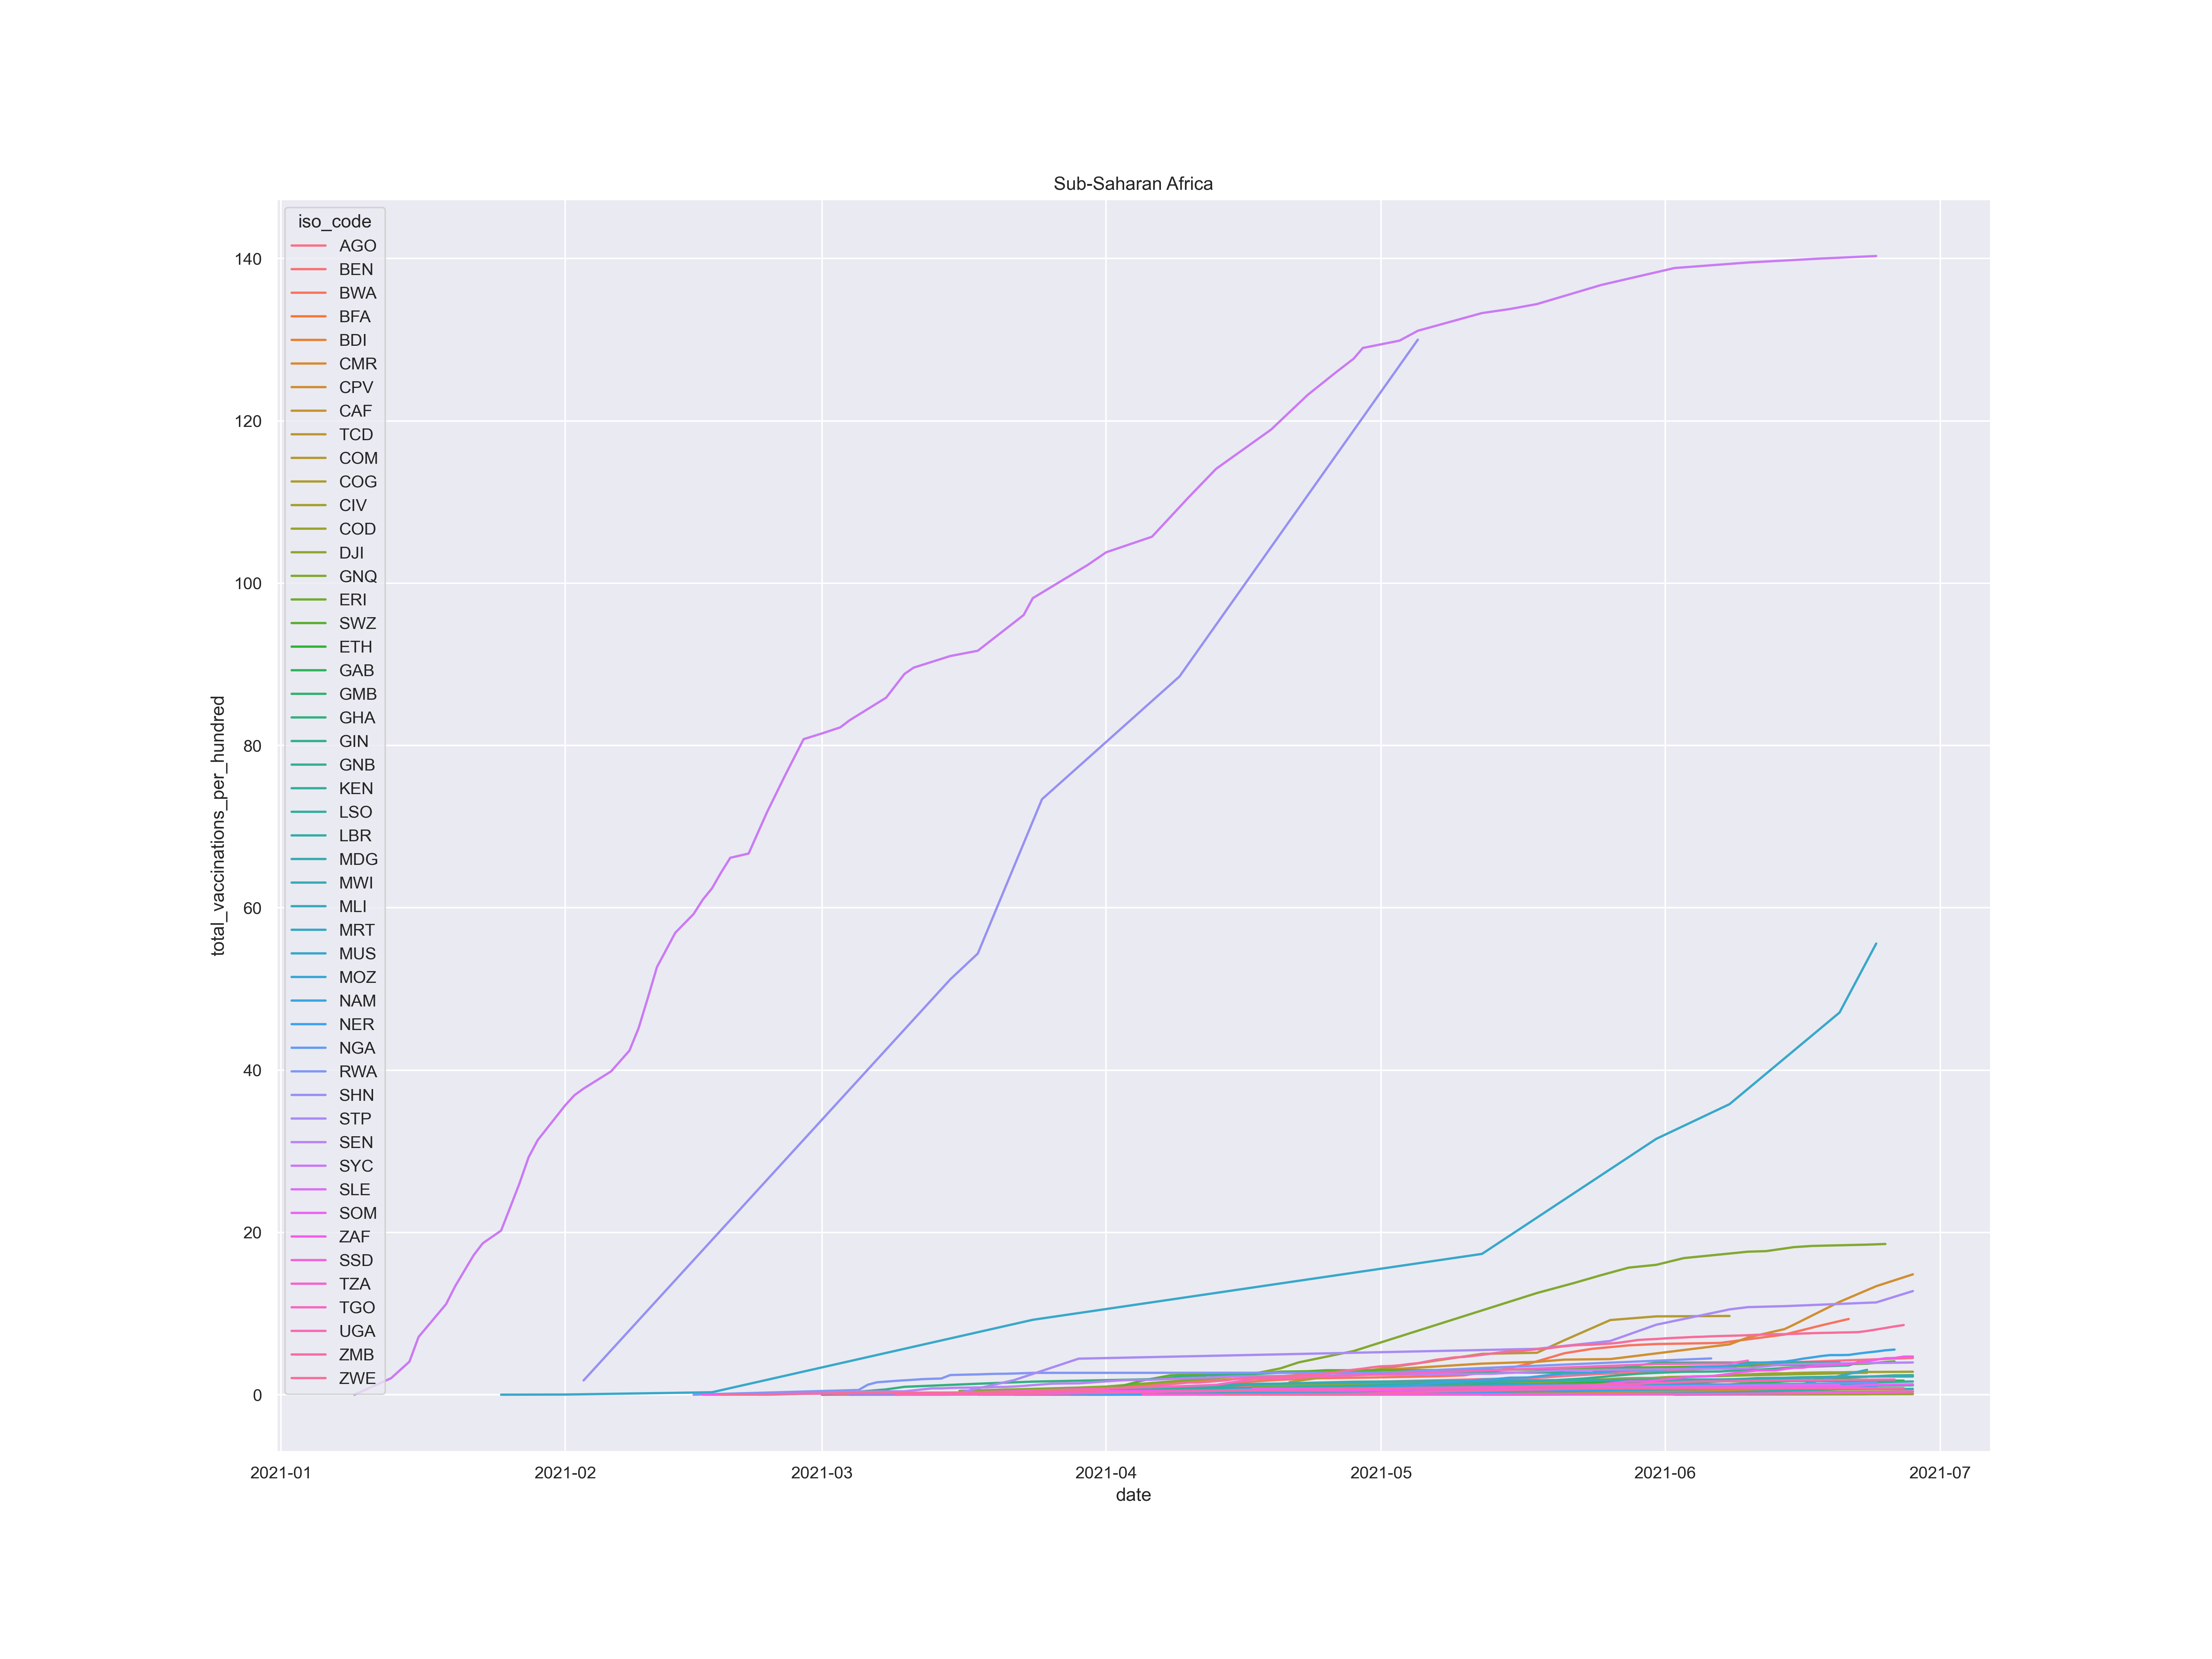 Sub-Saharan Africa
iso_code
AGO
BEN
BWA
BFA
BDI
CMR
CPV
CAF
TCD
COM
COG
CIV
COD
DJI
GNQ
ERI
SWZ
ETH
GAB
GMB
GHA
GIN
GNB
KEN
LSO
LBR
MDG
MWI
MLI
MRT
MUS
MOZ
NAM
NER
NGA
RWA
SHN
STP
SEN
SYC
SLE
SOM
ZAF
SSD
TZA
TGO
UGA
ZMB
ZWE
total_vaccinations_per_hundred
140
120
100
80
60
40
20
0
2021-01 2021-02 2021-03 2021-04 2021-05 2021-06 2021-07
date